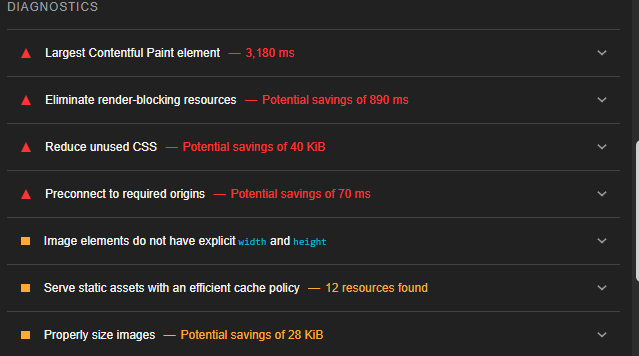 DIAGNOSTICS
Largest Contentful Paint element — 3,180 ms
Eliminate render-blocking resources — Potential savings of 890 ms
Reduce unused CSS — Potential savings of 40 KiB
Preconnect to required origins — Potential savings of 70 ms
Image elements do not have explicit width and height
Serve static assets with an efficient cache policy — 12 resources found
Properly size images — Potential savings of 28 KiB